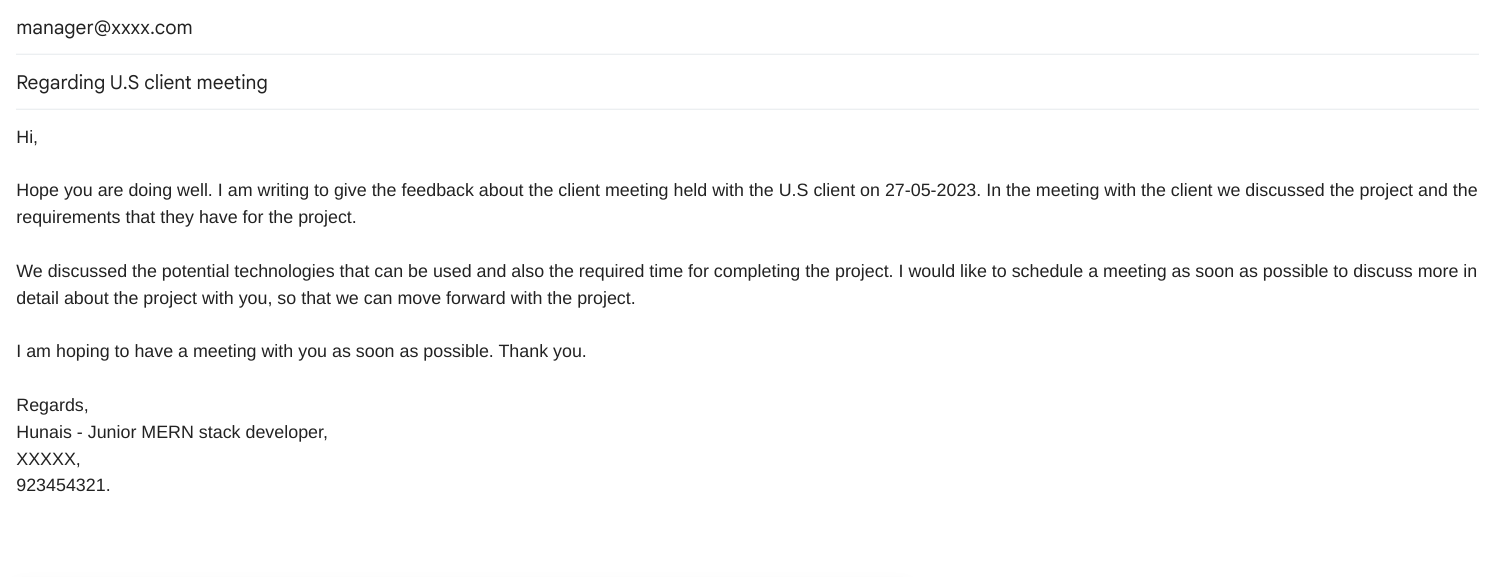 manager@xxxx.com
Regarding U.S client meeting
Hi,
Hope you are doing well. I am writing to give the feedback about the client meeting held with the U.S client on 27-05-2023. In the meeting with the client we discussed the project and the
requirements that they have for the project.
We discussed the potential technologies that can be used and also the required time for completing the project. I would like to schedule a meeting as soon as possible to discuss more in
detail about the project with you, so that we can move forward with the project.
I am hoping to have a meeting with you as soon as possible. Thank you.
Regards,
Hunais - Junior MERN stack developer,
XXXXX,
923454321.